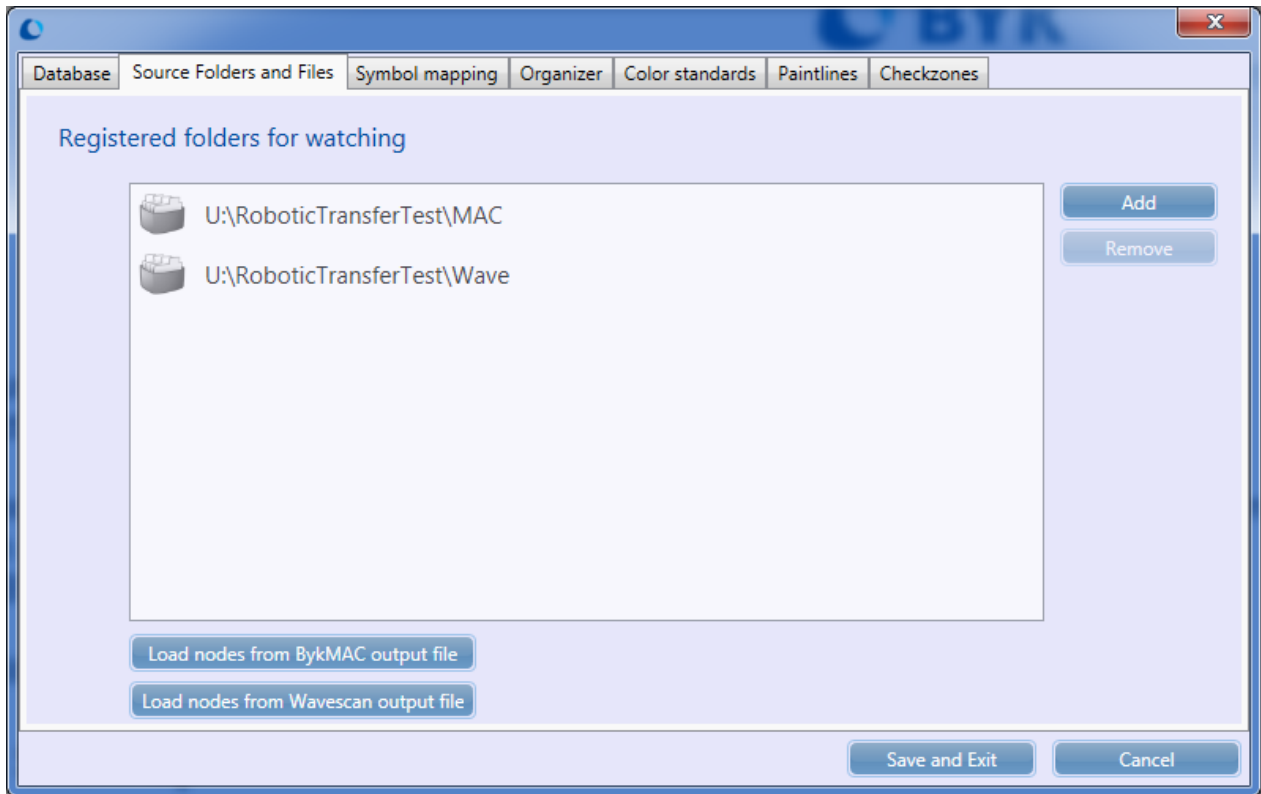 BYK
Database Source Folders and Files Symbol mapping Organizer Color standards Paintlines Checkzones
Registered folders for watching
U:\RoboticTransferTest\MAC
U:\RoboticTransferTest\Wave
Add
Remove
Load nodes from BykMAC output file
Load nodes from Wavescan output file
Save and Exit Cancel